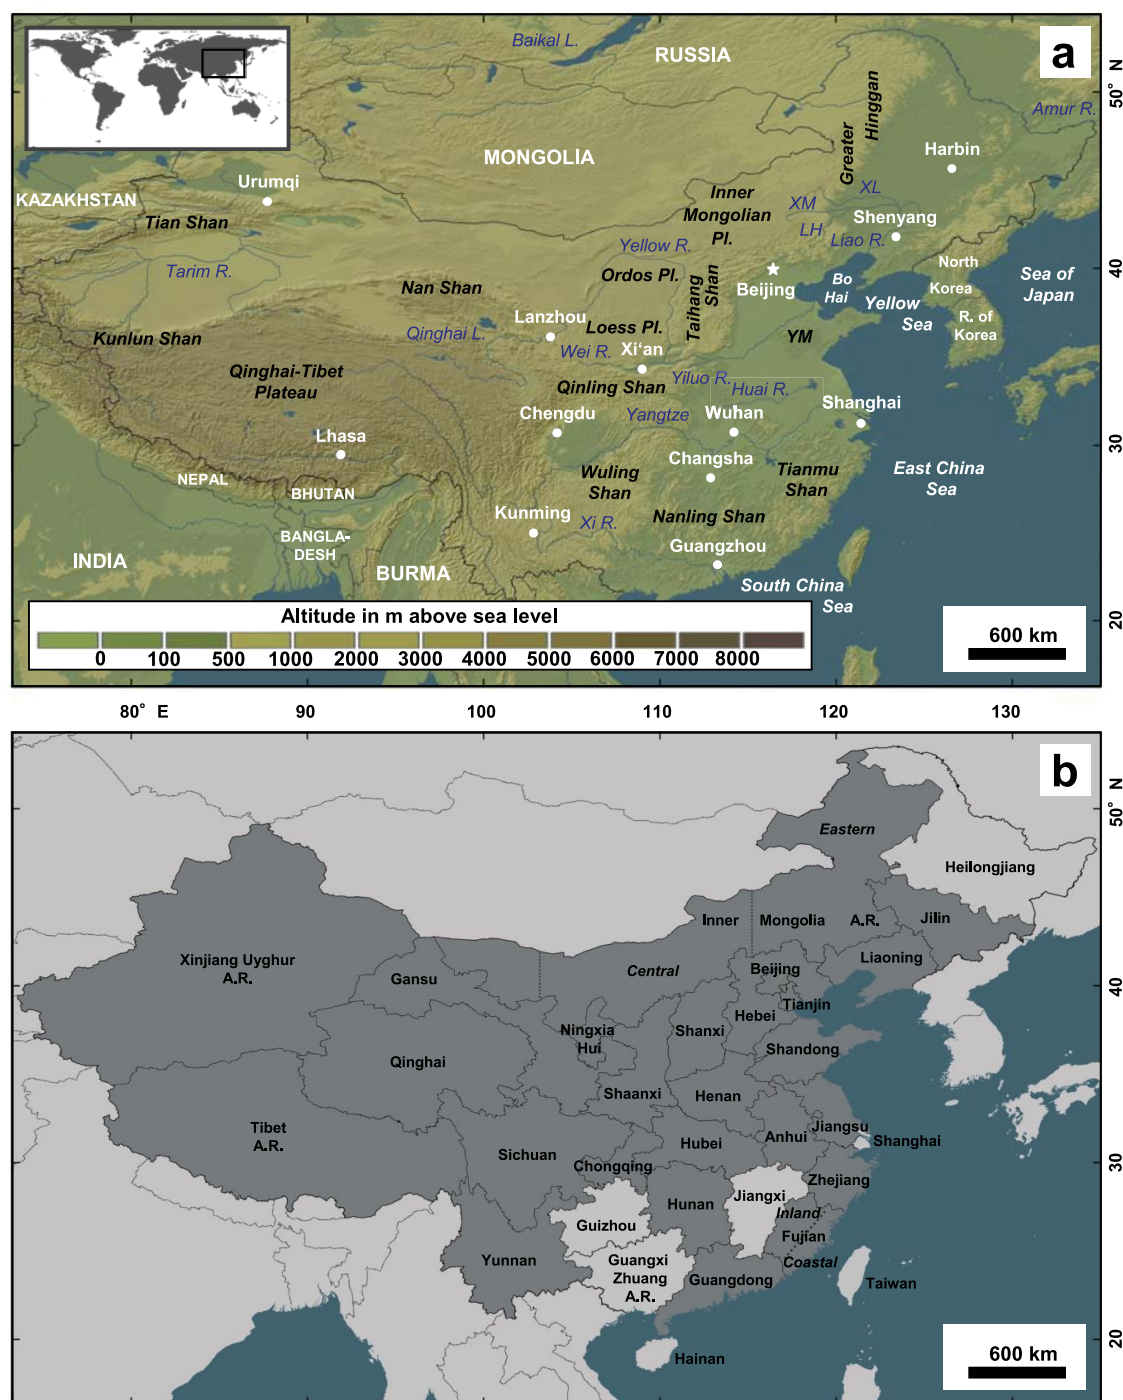 Baikal L.
RUSSIA
a
50° N
Amur R.
Greater
Hinggan
Harbin
MONGOLIA
KAZAKHSTAN
Urumqi
Tian Shan
Inner
Mongolian
Pl.
XM
XL
LH
Shenyang
Liao R.
Yellow R.
Tarim R.
Ordos Pl.
Taihang
Shan
Beijing
Bo
Hai
North
Korea
Sea of
Japan
40
Nan Shan
Yellow
Sea
R. of
Korea
Kunlun Shan
Qinghai L.
Lanzhou
Loess Pl.
Wei R.
Xi'an
YM
Qinghai-Tibet
Plateau
Qinling Shan
Yiluo R.
Huai R.
Chengdu
Yangtze
Wuhan
Shanghai
Lhasa
30
Changsha
NEPAL
BHUTAN
Wuling
Shan
Tianmu
Shan
East China
Sea
Kunming
Xi R.
Nanling Shan
INDIA
BANGLA-
DESH
BURMA
Guangzhou
South China
Sea
Altitude in m above sea level
0 100 500 1000 2000 3000 4000 5000 6000 7000 8000
600 km
20
80° E 90 100 110 120 130
b
50° N
Eastern
Heilongjiang
Inner Mongolia A.R.
Jilin
Xinjiang Uyghur
A.R.
Gansu
Central
Beijing
Liaoning
40
Tianjin
Hebei
Ningxia
Hui
Shanxi
Shandong
Qinghai
Shaanxi
Henan
Tibet
A.R.
Jiangsu
Anhui
Shanghai
Hubei
Sichuan
Chongqing
30
Zhejiang
Jiangxi
Hunan
Inland
Guizhou
Fujian
Yunnan
Guangxi
Zhuang
A.R.
Coastal
Guangdong
Taiwan
20
Hainan
600 km